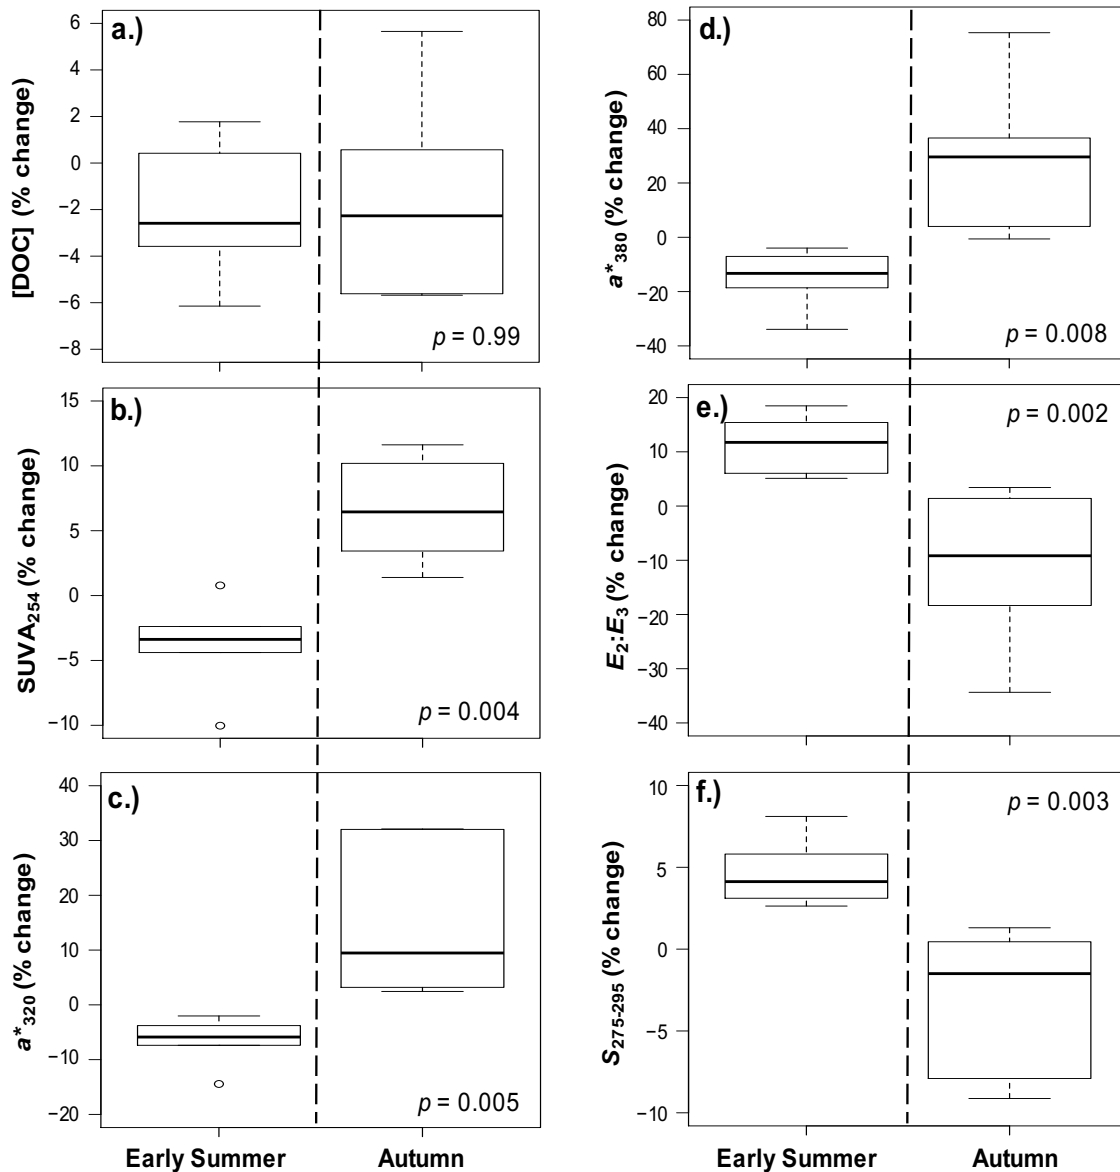 a.)
[DOC] (% change)
6
4
2
0
−2
−4
−6
−8
p = 0.99
b.)
SUVA254 (% change)
15
10
5
0
−5
−10
p = 0.004
c.)
a*320 (% change)
40
30
20
10
0
−10
−20
p = 0.005
Early Summer
Autumn
d.)
a*380 (% change)
80
60
40
20
0
−20
−40
p = 0.008
e.)
E2:E3 (% change)
20
10
0
−10
−20
−30
−40
p = 0.002
f.)
S275-295 (% change)
10
5
0
−5
−10
p = 0.003
Early Summer
Autumn